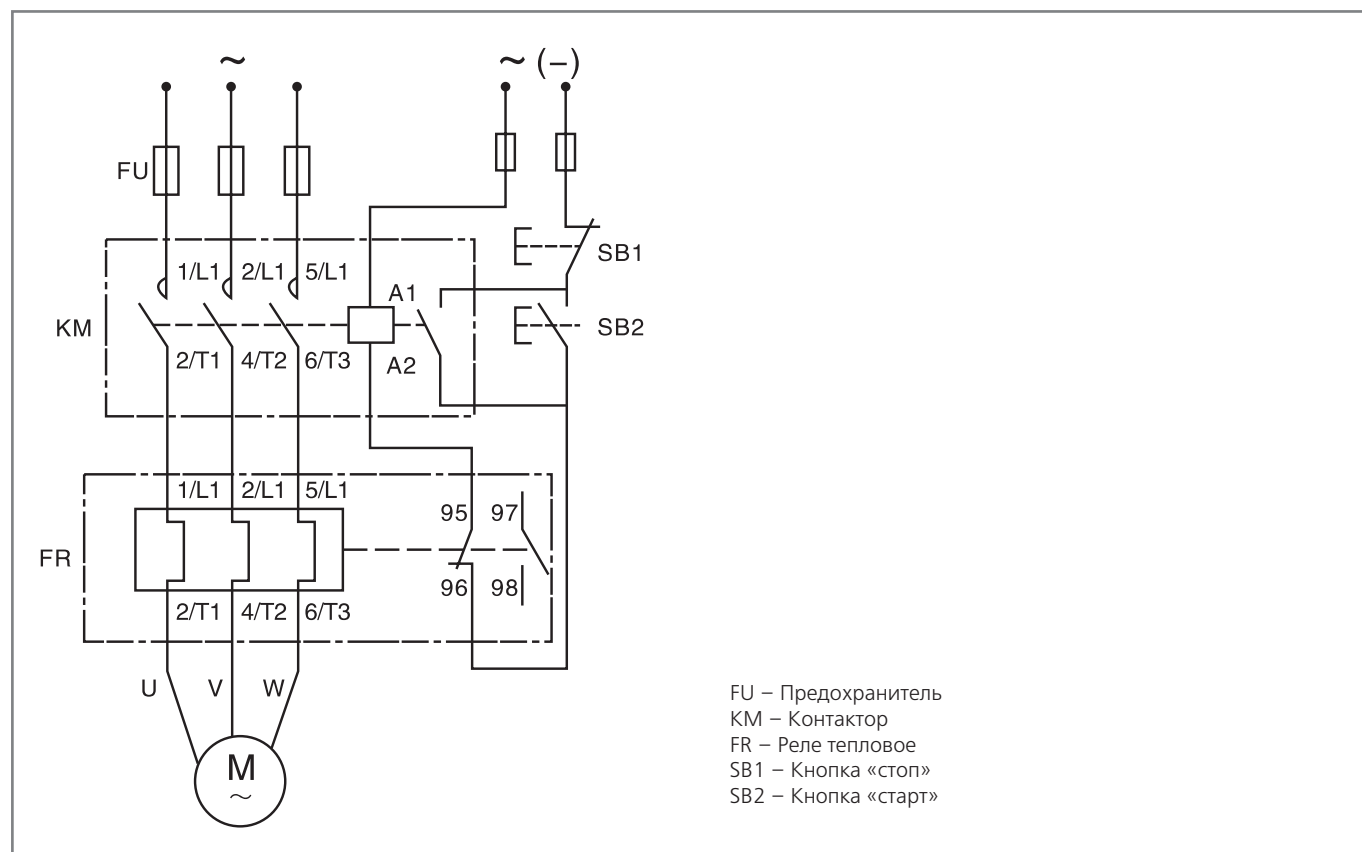 ~ ~ (–)
FU
SB1
1/L1 2/L1 5/L1
A1
KM
SB2
2/T1 4/T2 6/T3
A2
1/L1 2/L1 5/L1
95 97
FR
96 98
2/T1 4/T2 6/T3
U V W
M
~
FU – Предохранитель
KM – Контактор
FR – Реле тепловое
SB1 – Кнопка «стоп»
SB2 – Кнопка «старт»